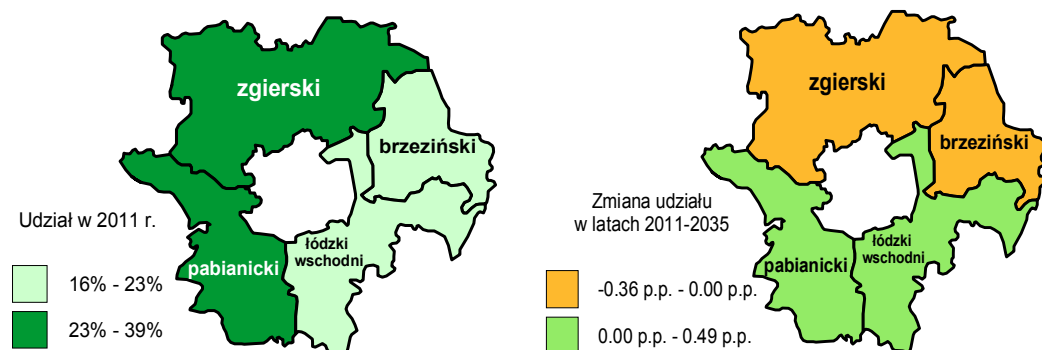 zgierski
brzeziński
Udział w 2011 r.
łódzki
wschodni
pabianicki
16% - 23%
23% - 39%
zgierski
brzeziński
Zmiana udziału
w latach 2011-2035
łódzki
wschodni
pabianicki
-0.36 p.p. - 0.00 p.p.
0.00 p.p. - 0.49 p.p.